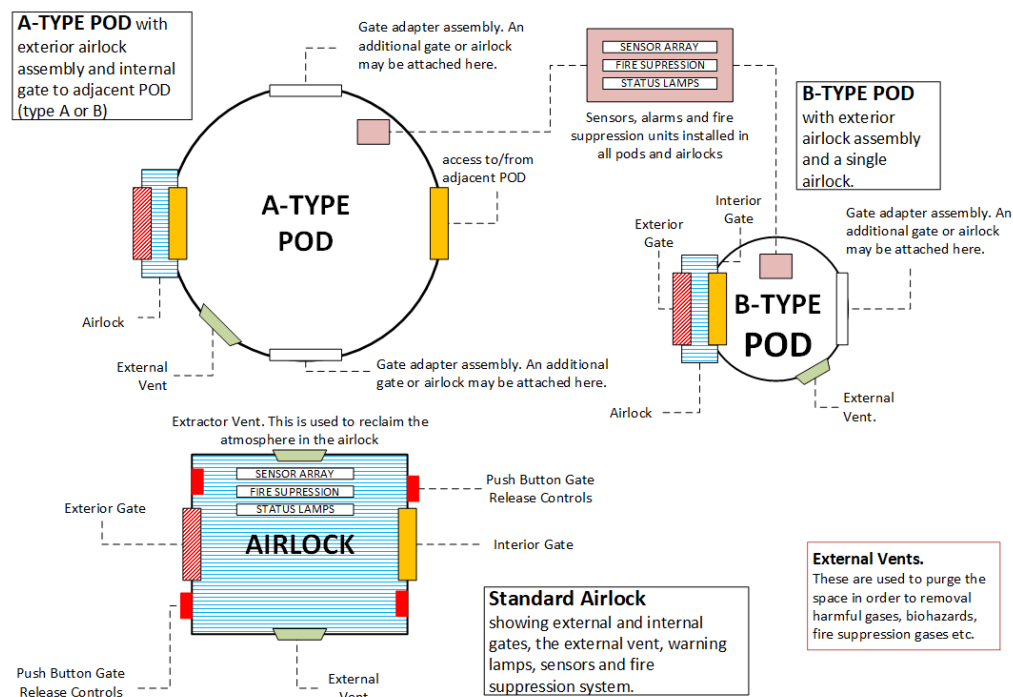 A-TYPE POD with
exterior airlock
assembly and internal
gate to adjacent POD
(type A or B)
Gate adapter assembly. An
additional gate or airlock
may be attached here.
SENSOR ARRAY
FIRE SUPRESSION
STATUS LAMPS
Sensors, alarms and fire
suppression units installed in
all pods and airlocks
B-TYPE POD
with exterior
airlock assembly
and a single
airlock.
access to/from
adjacent POD
A-TYPE
POD
Airlock
External
Vent
Gate adapter assembly. An additional
gate or airlock may be attached here.
Interior
Gate
Exterior
Gate
Gate adapter assembly. An
additional gate or airlock
may be attached here.
B-TYPE
POD
Airlock
External
Vent.
Extractor Vent. This is used to reclaim the
atmosphere in the airlock
SENSOR ARRAY
FIRE SUPRESSION
STATUS LAMPS
AIRLOCK
Exterior Gate
Push Button Gate
Release Controls
Interior Gate
Push Button Gate
Release Controls
External
Vent
Standard Airlock
showing external and internal
gates, the external vent, warning
lamps, sensors and fire
suppression system.
External Vents.
These are used to purge the
space in order to removal
harmful gases, biohazards,
fire suppression gases etc.